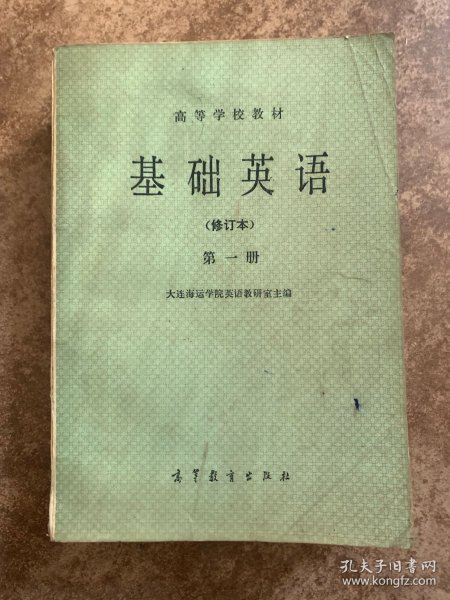 高等学校教材
基础英语
(修订本)
第一册
大连海运学院英语教研室主编
高等教育出版社
孔夫子旧书网
www.kongfz.com